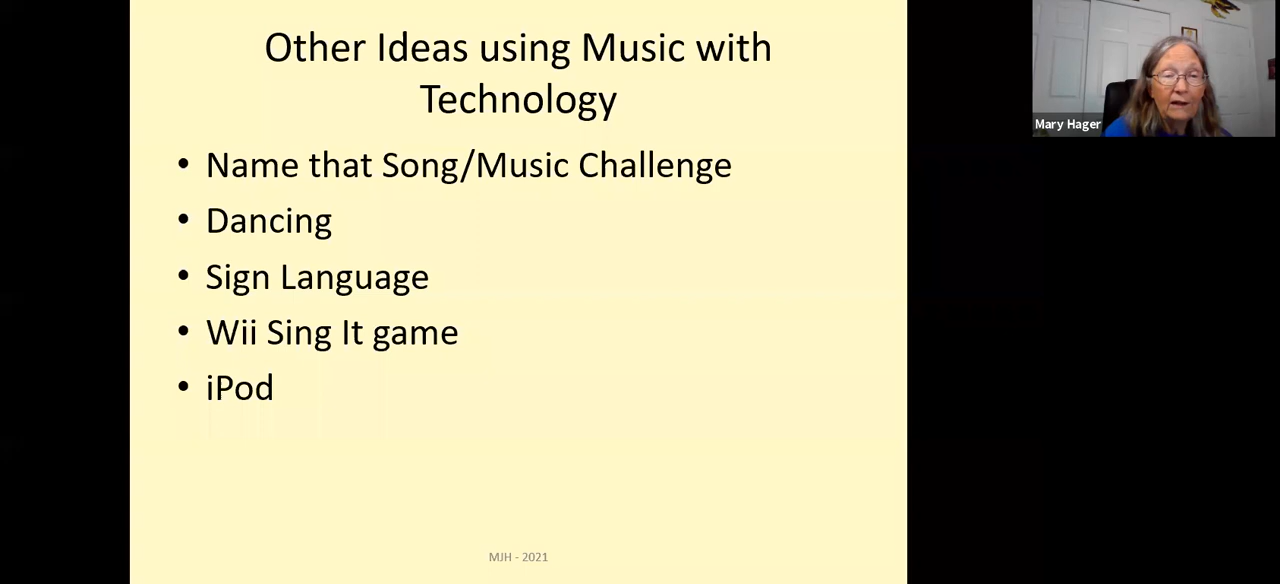 Other Ideas using Music with
Technology
• Name that Song/Music Challenge
• Dancing
• Sign Language
• Wii Sing It game
• iPod
MJH - 2021
Mary Hager